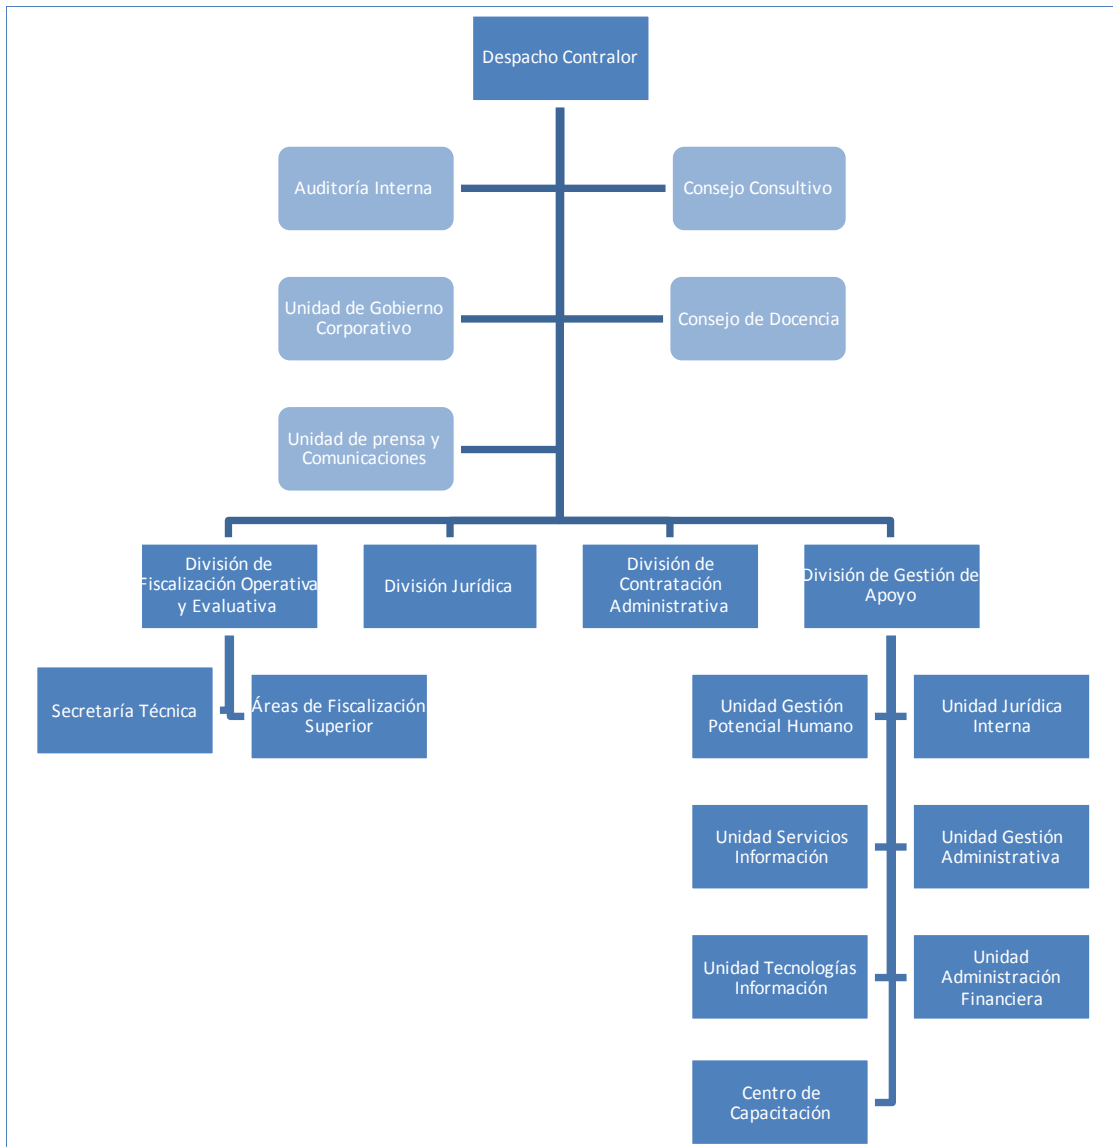 Despacho Contralor
Auditoría Interna
Consejo Consultivo
Unidad de Gobierno
Corporativo
Consejo de Docencia
Unidad de prensa y
Comunicaciones
División de
Fiscalización Operativa
y Evaluativa
División Jurídica
División de
Contratación
Administrativa
División de Gestión de
Apoyo
Secretaría Técnica
Áreas de Fiscalización
Superior
Unidad Gestión
Potencial Humano
Unidad Jurídica
Interna
Unidad Servicios
Información
Unidad Gestión
Administrativa
Unidad Tecnologías
Información
Unidad
Administración
Financiera
Centro de
Capacitación